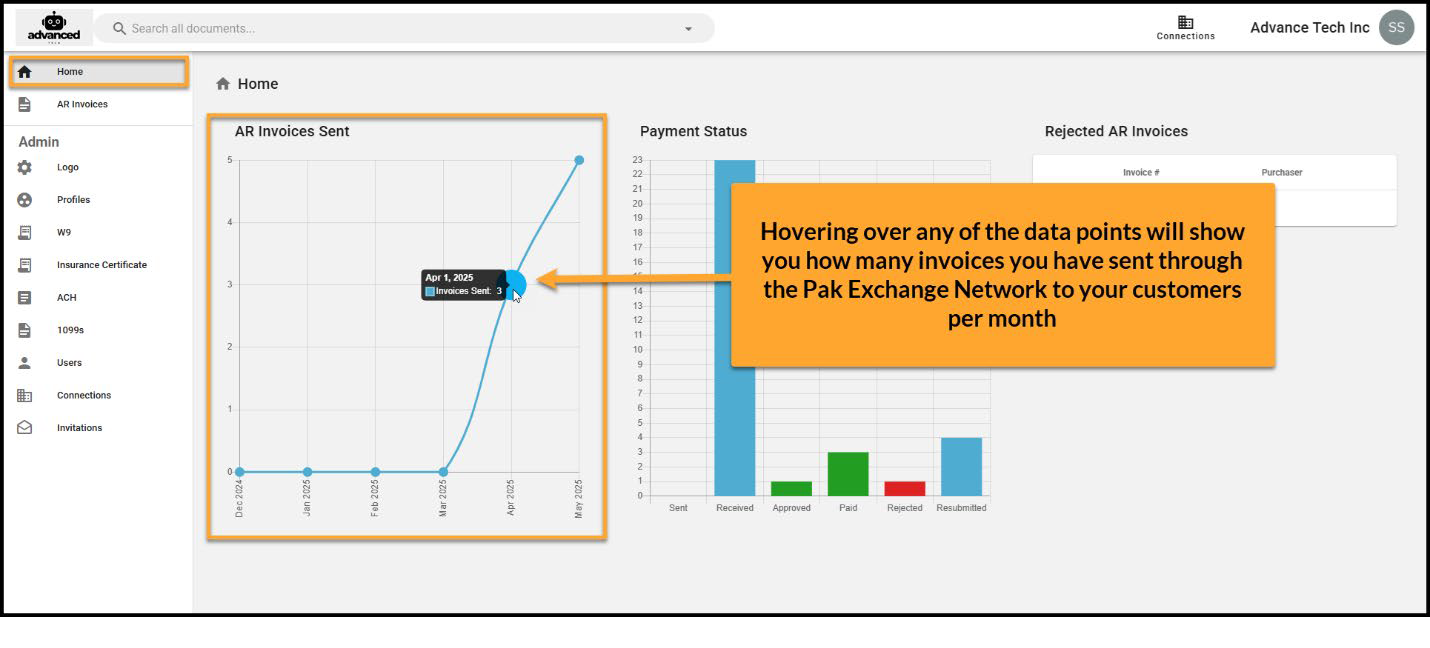 advanced
Search all documents...
Connections
Advance Tech Inc
SS
Home
AR Invoices
Admin
Logo
Profiles
W9
Insurance Certificate
ACH
1099s
Users
Connections
Invitations
Home
AR Invoices Sent
5
4
3
2
1
0
Dec 2024
Jan 2025
Feb 2025
Mar 2025
Apr 2025
May 2025
Apr 1, 2025
Invoices Sent: 3
Payment Status
23
22
21
20
19
18
17
16
15
14
13
12
11
10
9
8
7
6
5
4
3
2
1
0
Sent
Received
Approved
Paid
Rejected
Resubmitted
Rejected AR Invoices
Invoice #
Purchaser
Hovering over any of the data points will show
you how many invoices you have sent through
the Pak Exchange Network to your customers
per month